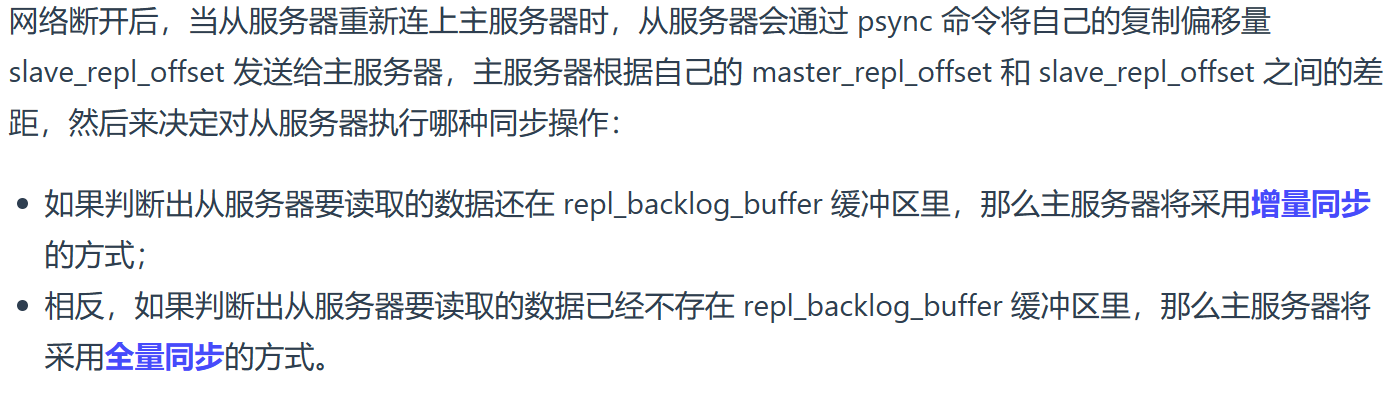 网络断开后，当从服务器重新连上主服务器时，从服务器会通过 psync 命令将自己的复制偏移量
slave_repl_offset 发送给主服务器，主服务器根据自己的 master_repl_offset 和 slave_repl_offset 之间的差
距，然后来决定对从服务器执行哪种同步操作：
• 如果判断出从服务器要读取的数据还在 repl_backlog_buffer 缓冲区里，那么主服务器将采用增量同步
的方式；
• 相反，如果判断出从服务器要读取的数据已经不存在 repl_backlog_buffer 缓冲区里，那么主服务器将
采用全量同步的方式。